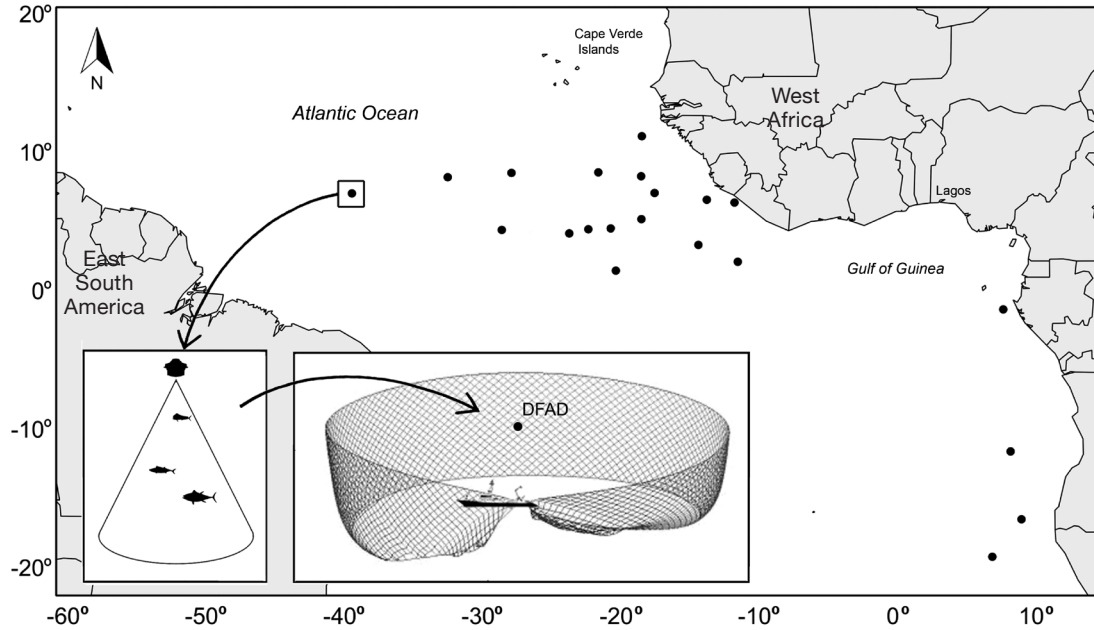 20º
Cape Verde
Islands
N
Atlantic Ocean
West
Africa
10º
Lagos
East
South
America
Gulf of Guinea
0º
DFAD
-10º
-20º
-60º
-50º
-40º
-30º
-20º
-10º
0º
10º